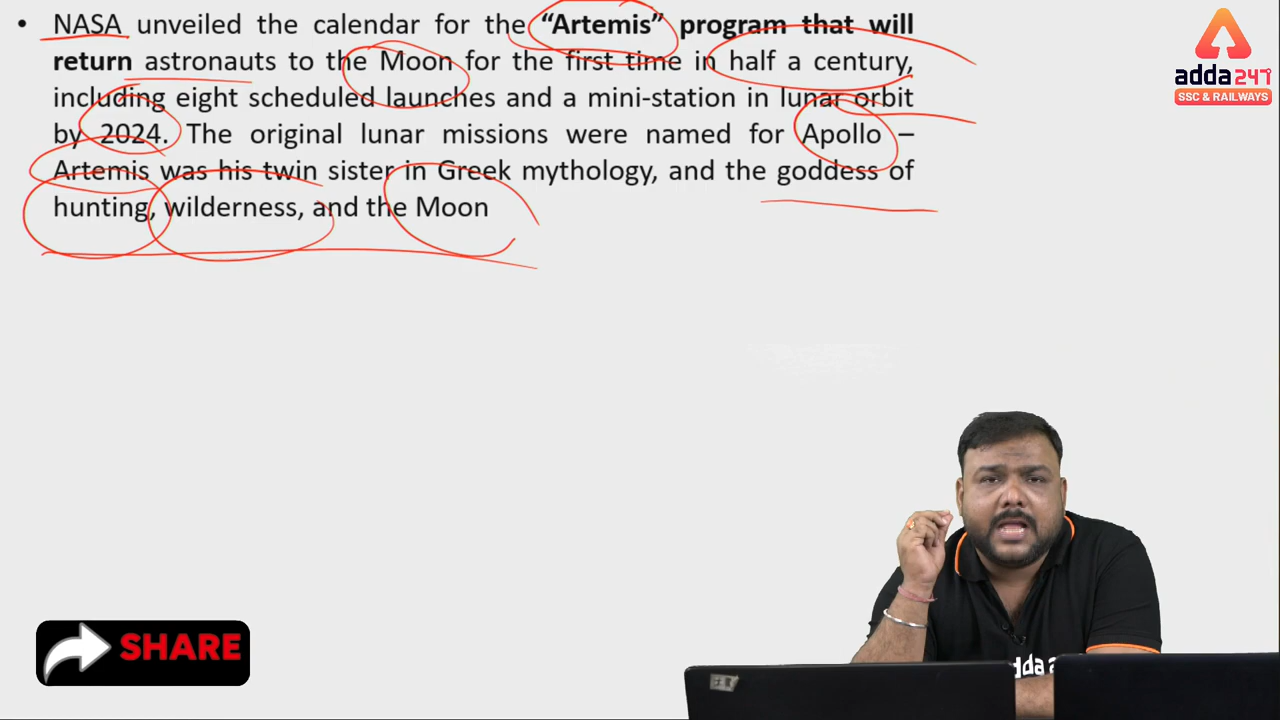 • NASA unveiled the calendar for the “Artemis” program that will
return astronauts to the Moon for the first time in half a century,
including eight scheduled launches and a mini-station in lunar orbit
by 2024. The original lunar missions were named for Apollo –
Artemis was his twin sister in Greek mythology, and the goddess of
hunting, wilderness, and the Moon
adda247
SSC & RAILWAYS
SHARE
dda 2